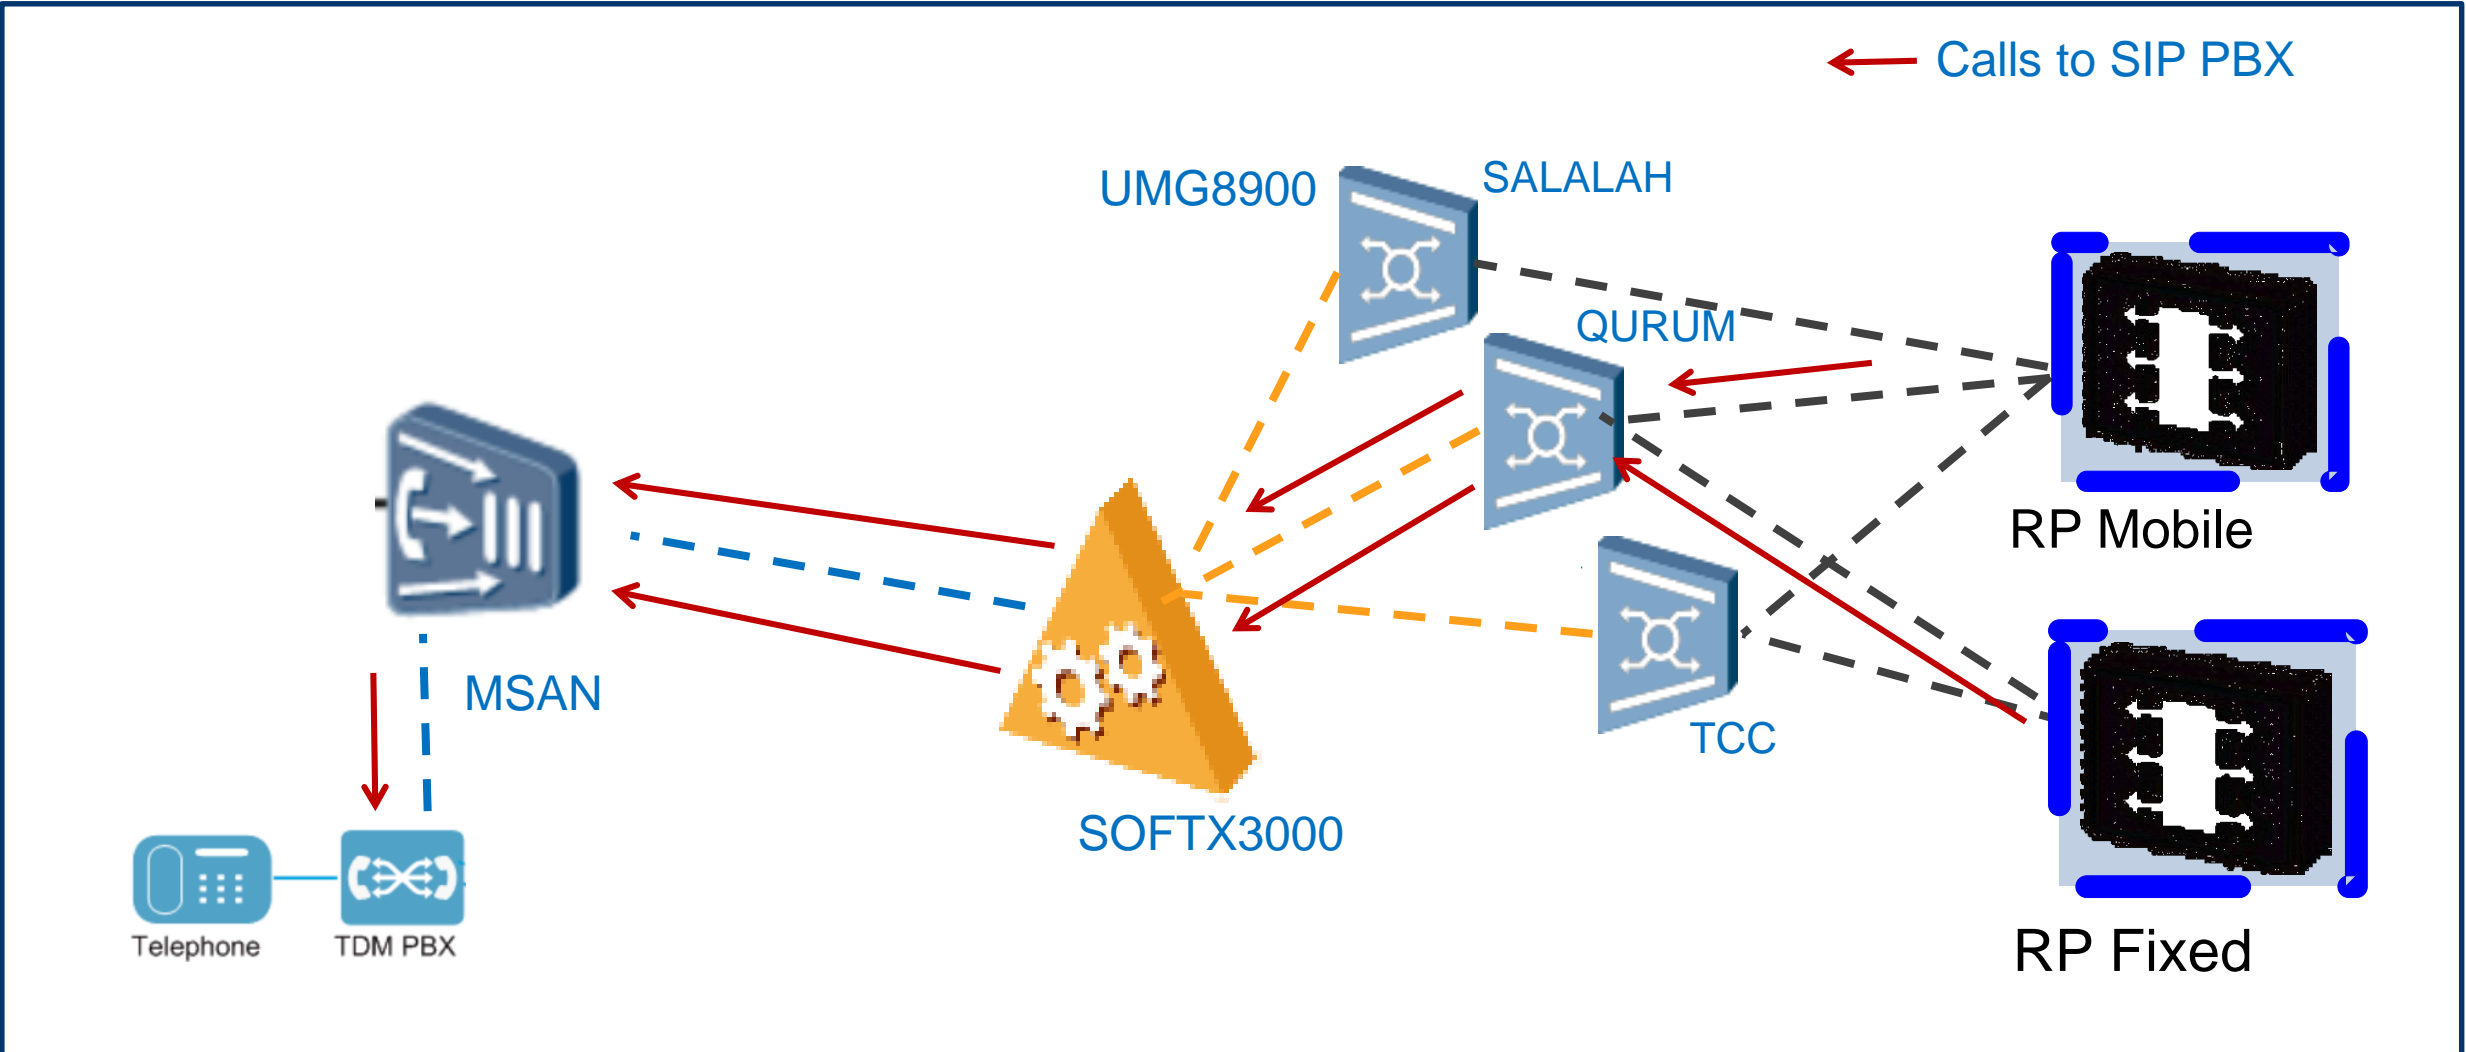 Calls to SIP PBX
SALALAH
UMG8900
QURUM
RP Mobile
MSAN
TCC
SOFTX3000
Telephone
TDM PBX
RP Fixed